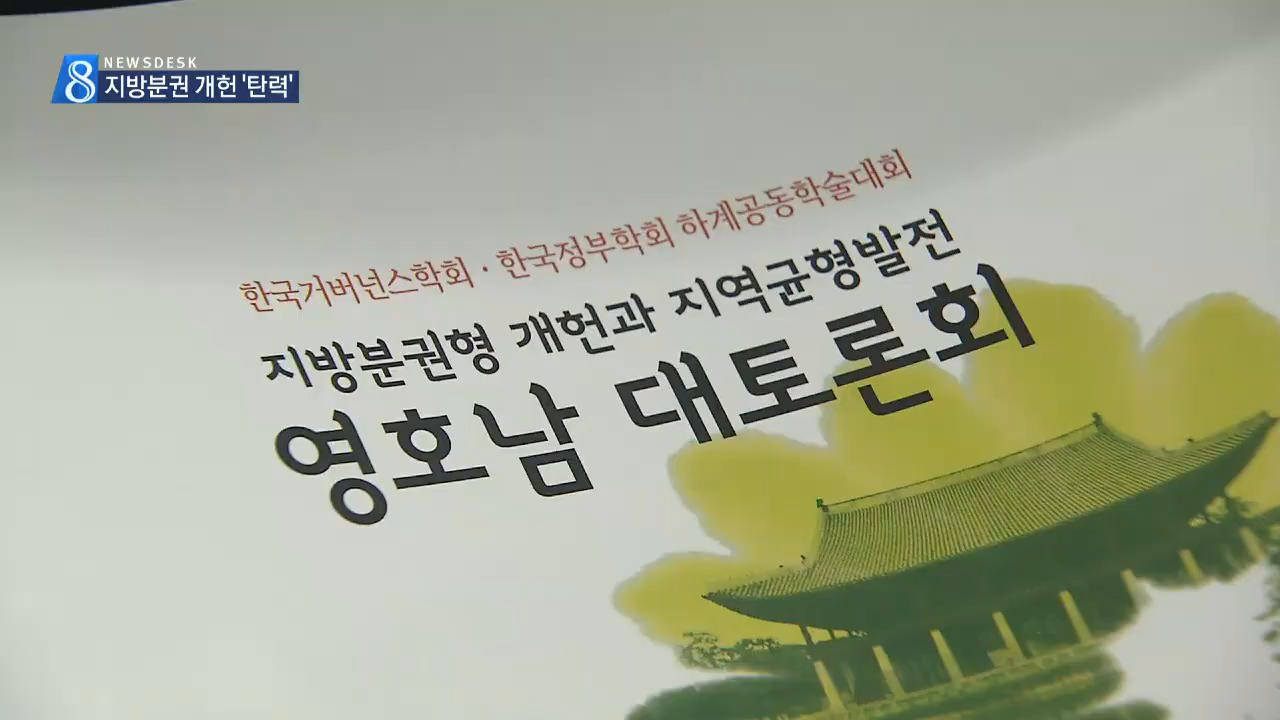 8 NEWSDESK
지방분권 개헌 '탄력'
한국거버넌스학회 · 한국정부학회 하계공동학술대회
지방분권형 개헌과 지역균형발전
영호남 대토론회